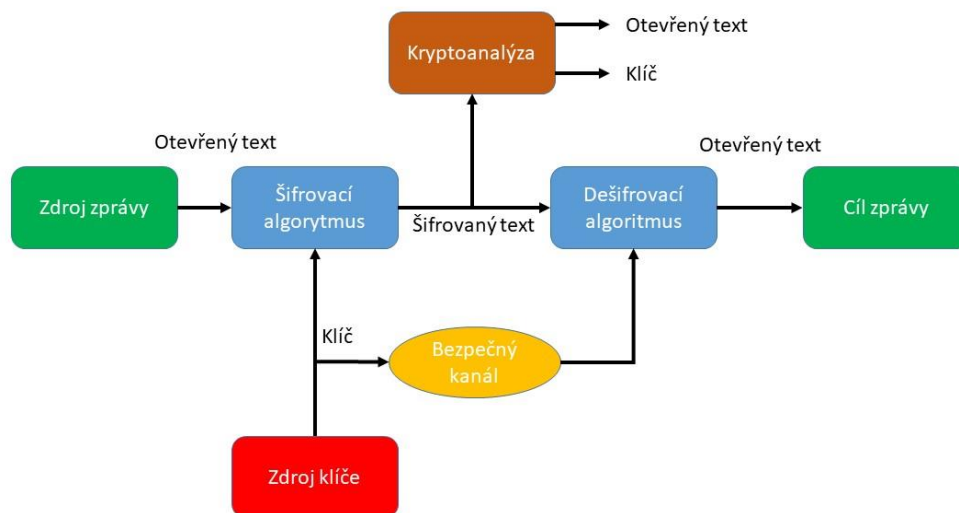 Otevřený text
Kryptoanalýza
Klíč
Otevřený text
Otevřený text
Zdroj zprávy
Šifrovací
algorytmus
Šifrovaný text
Dešifrovací
algoritmus
Cíl zprávy
Klíč
Bezpečný
kanál
Zdroj klíče